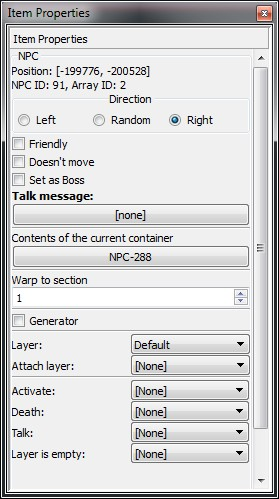 Item Properties
Item Properties
NPC
Position: [-199776, -200528]
NPC ID: 91, Array ID: 2
Direction
Left Random Right
Friendly
Doesn't move
Set as Boss
Talk message:
[none]
Contents of the current container
NPC-288
Warp to section
1
Generator
Layer: Default
Attach layer: [None]
Activate: [None]
Death: [None]
Talk: [None]
Layer is empty: [None]